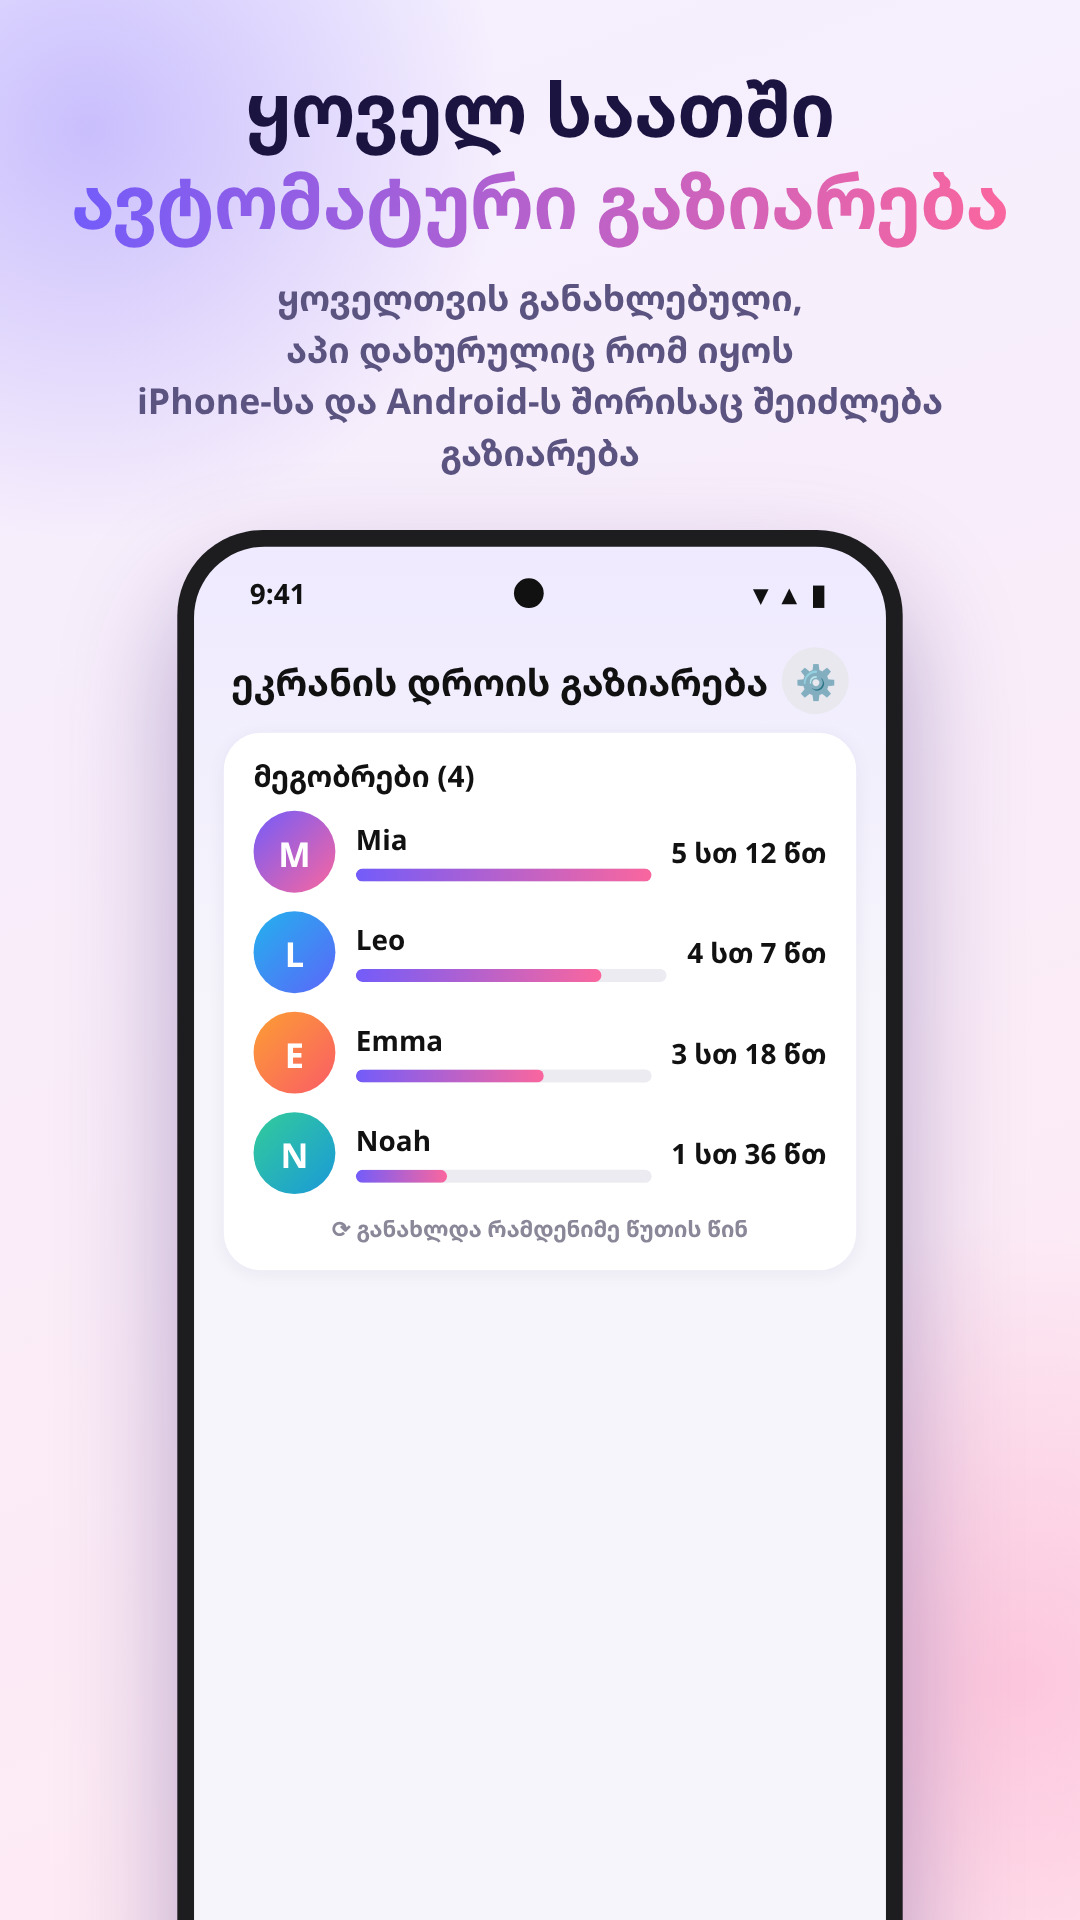 ყოველ საათში
ავტომატური გაზიარება
ყოველთვის განახლებული,
აპი დახურულიც რომ იყოს
iPhone-სა და Android-ს შორისაც შეიძლება
გაზიარება
9:41
ეკრანის დროის გაზიარება
მეგობრები (4)
M
Mia
5 სთ 12 წთ
L
Leo
4 სთ 7 წთ
E
Emma
3 სთ 18 წთ
N
Noah
1 სთ 36 წთ
⟳ განახლდა რამდენიმე წუთის წინ